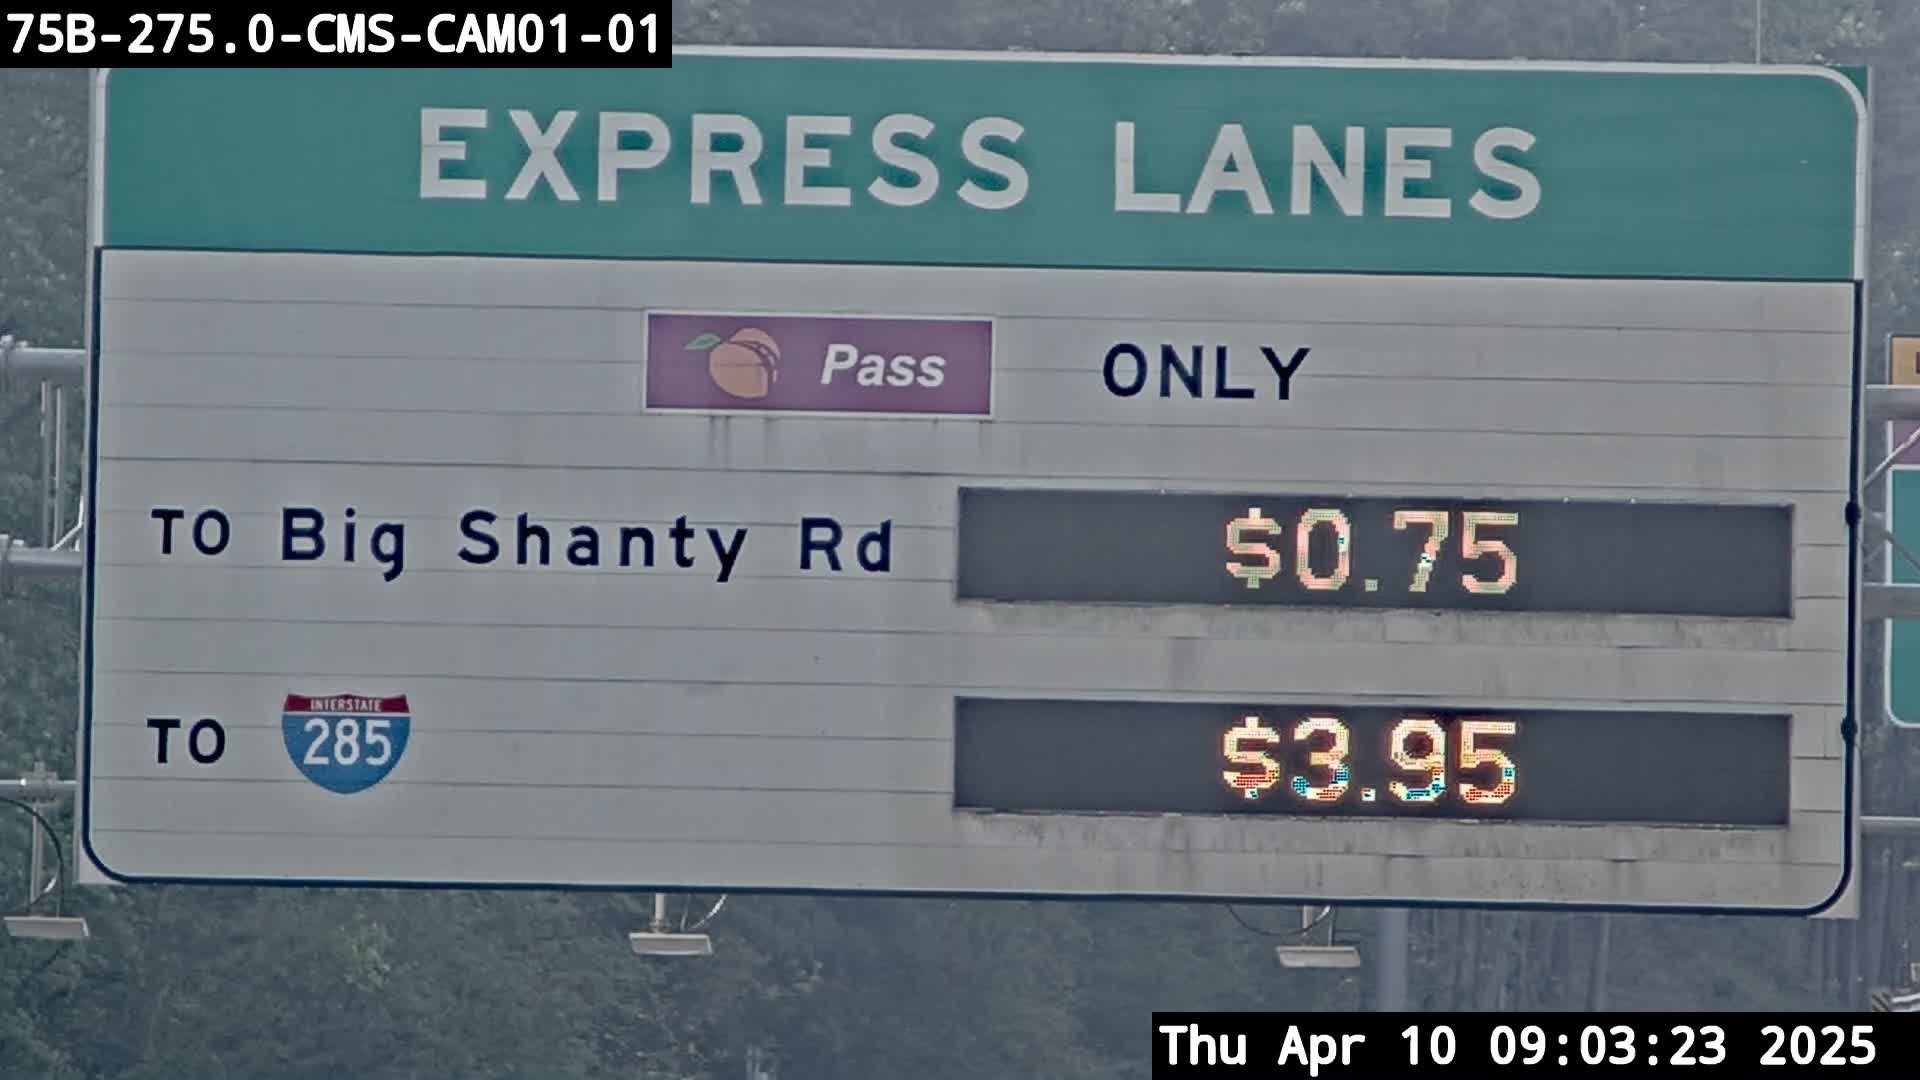 75B-275.0-CMS-CAM01-01
EXPRESS LANES
Pass ONLY
TO Big Shanty Rd $0.75
INTERSTATE
TO 285 $3.95
Thu Apr 10 09:03:23 2025